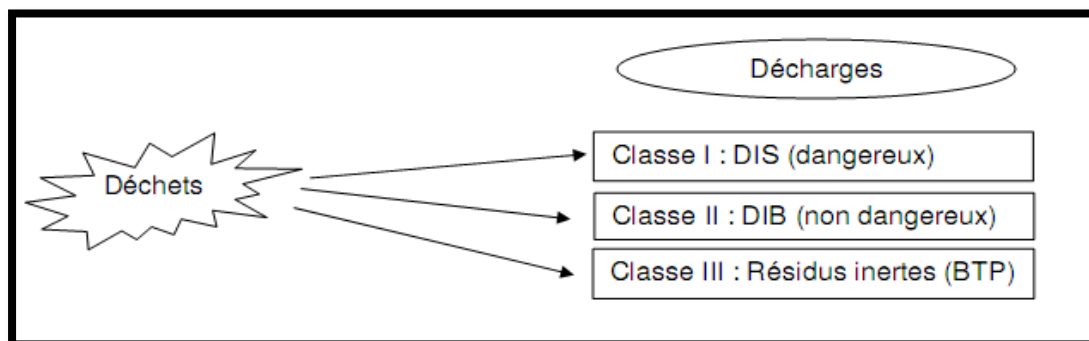 Décharges
Déchets
Classe I : DIS (dangereux)
Classe II : DIB (non dangereux)
Classe III : Résidus inertes (BTP)